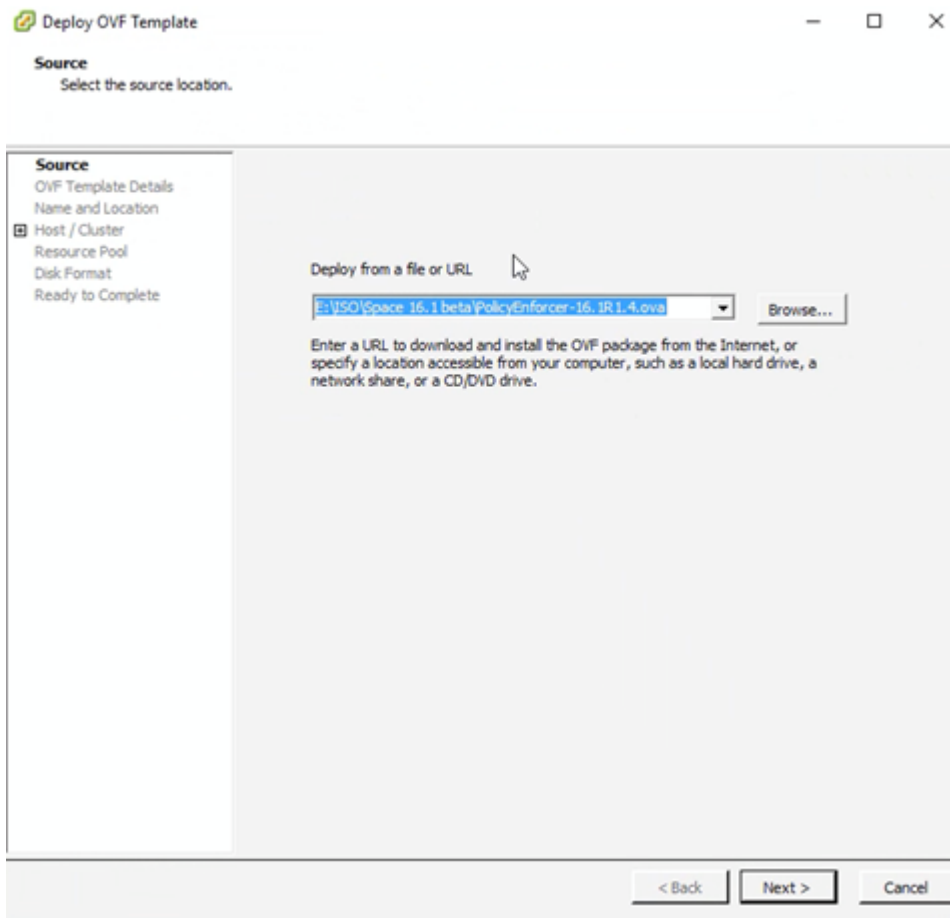 Deploy OVF Template
Source
Select the source location.
Source
OVF Template Details
Name and Location
Host / Cluster
Resource Pool
Disk Format
Ready to Complete
Deploy from a file or URL
E:\ISO\Space 16.1 beta\PolicyEnforcer-16.1R1.4.ova
Browse...
Enter a URL to download and install the OVF package from the Internet, or
specify a location accessible from your computer, such as a local hard drive, a
network share, or a CD/DVD drive.
< Back
Next >
Cancel